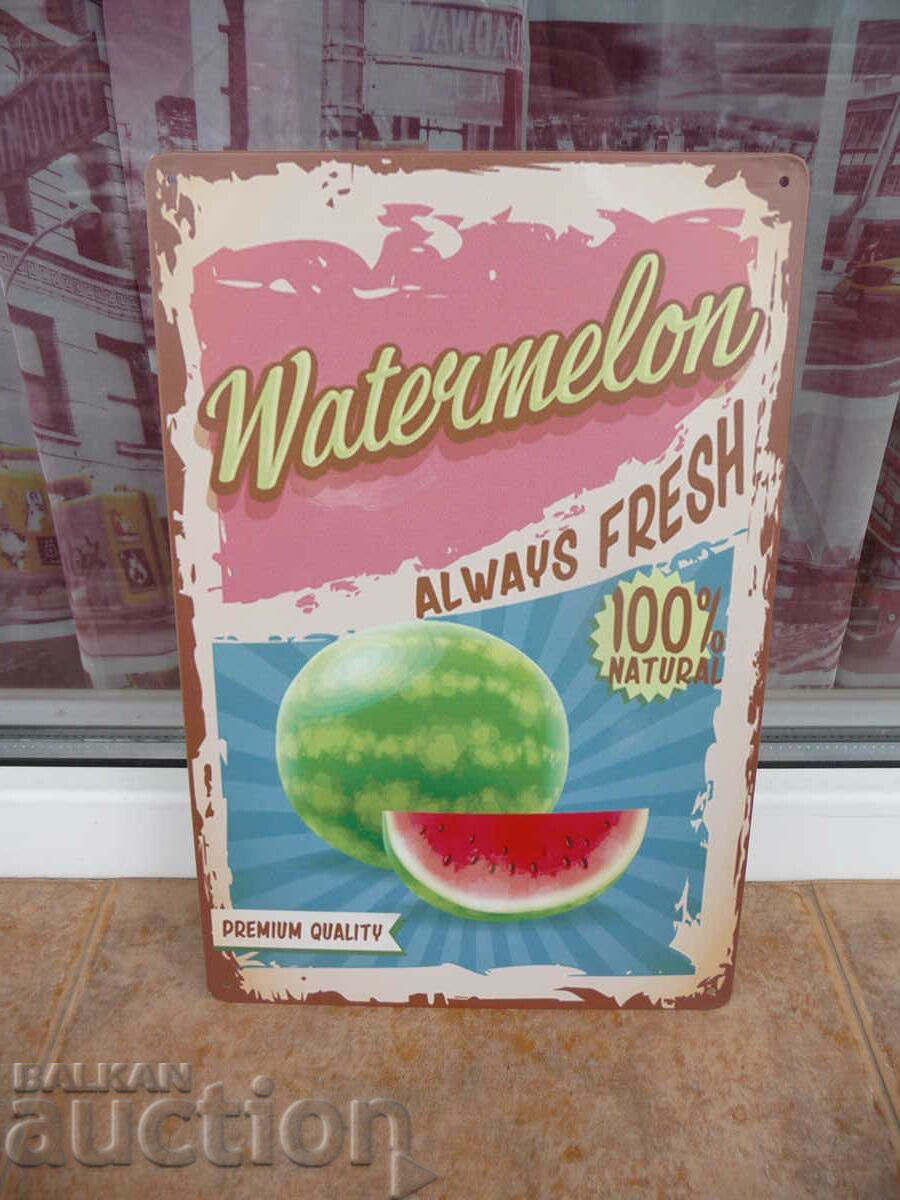 Watermelon
ALWAYS FRESH
100%
NATURAL
PREMIUM QUALITY
BALKAN
auction